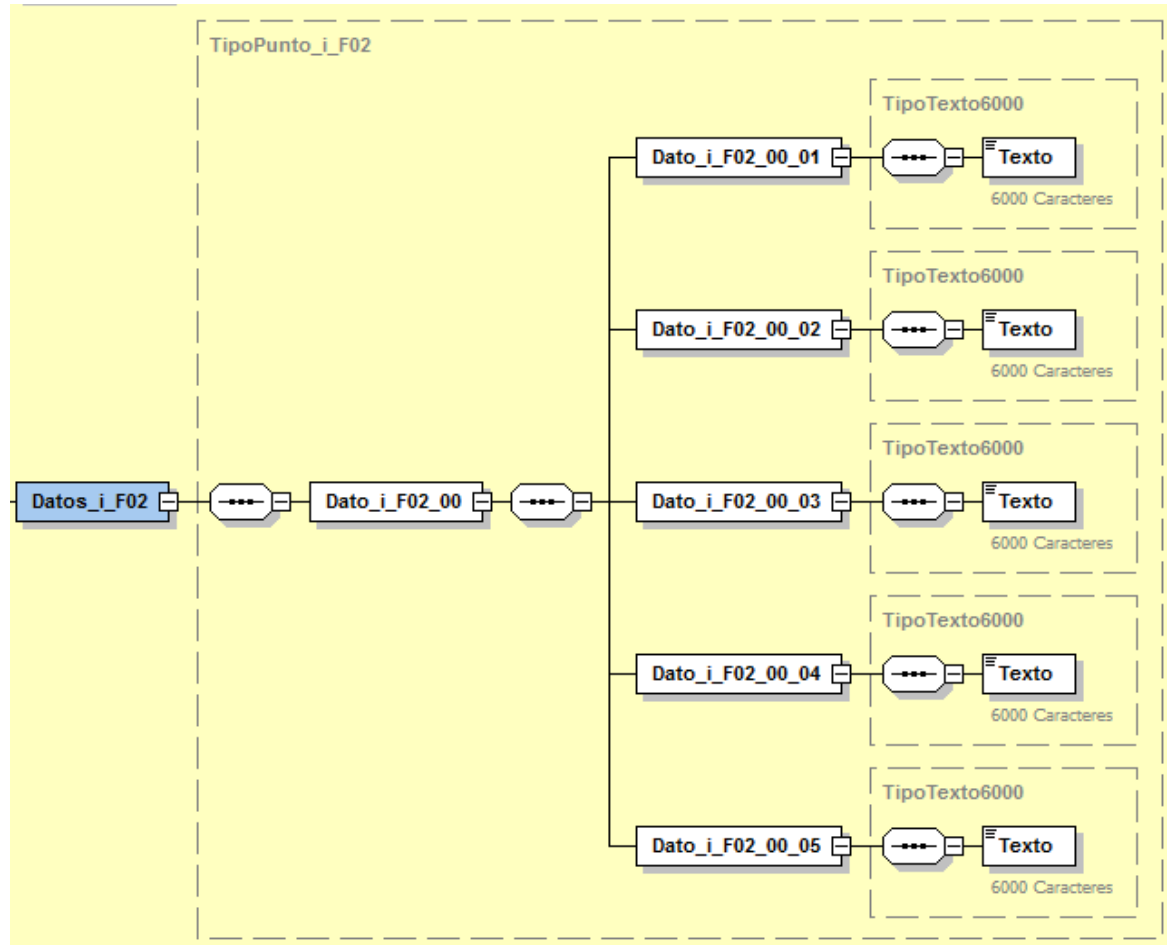 TipoPunto_i_F02
TipoTexto6000
Dato_i_F02_00_01
Texto
6000 Caracteres
TipoTexto6000
Dato_i_F02_00_02
Texto
6000 Caracteres
TipoTexto6000
Datos_i_F02
Dato_i_F02_00
Dato_i_F02_00_03
Texto
6000 Caracteres
TipoTexto6000
Dato_i_F02_00_04
Texto
6000 Caracteres
TipoTexto6000
Dato_i_F02_00_05
Texto
6000 Caracteres